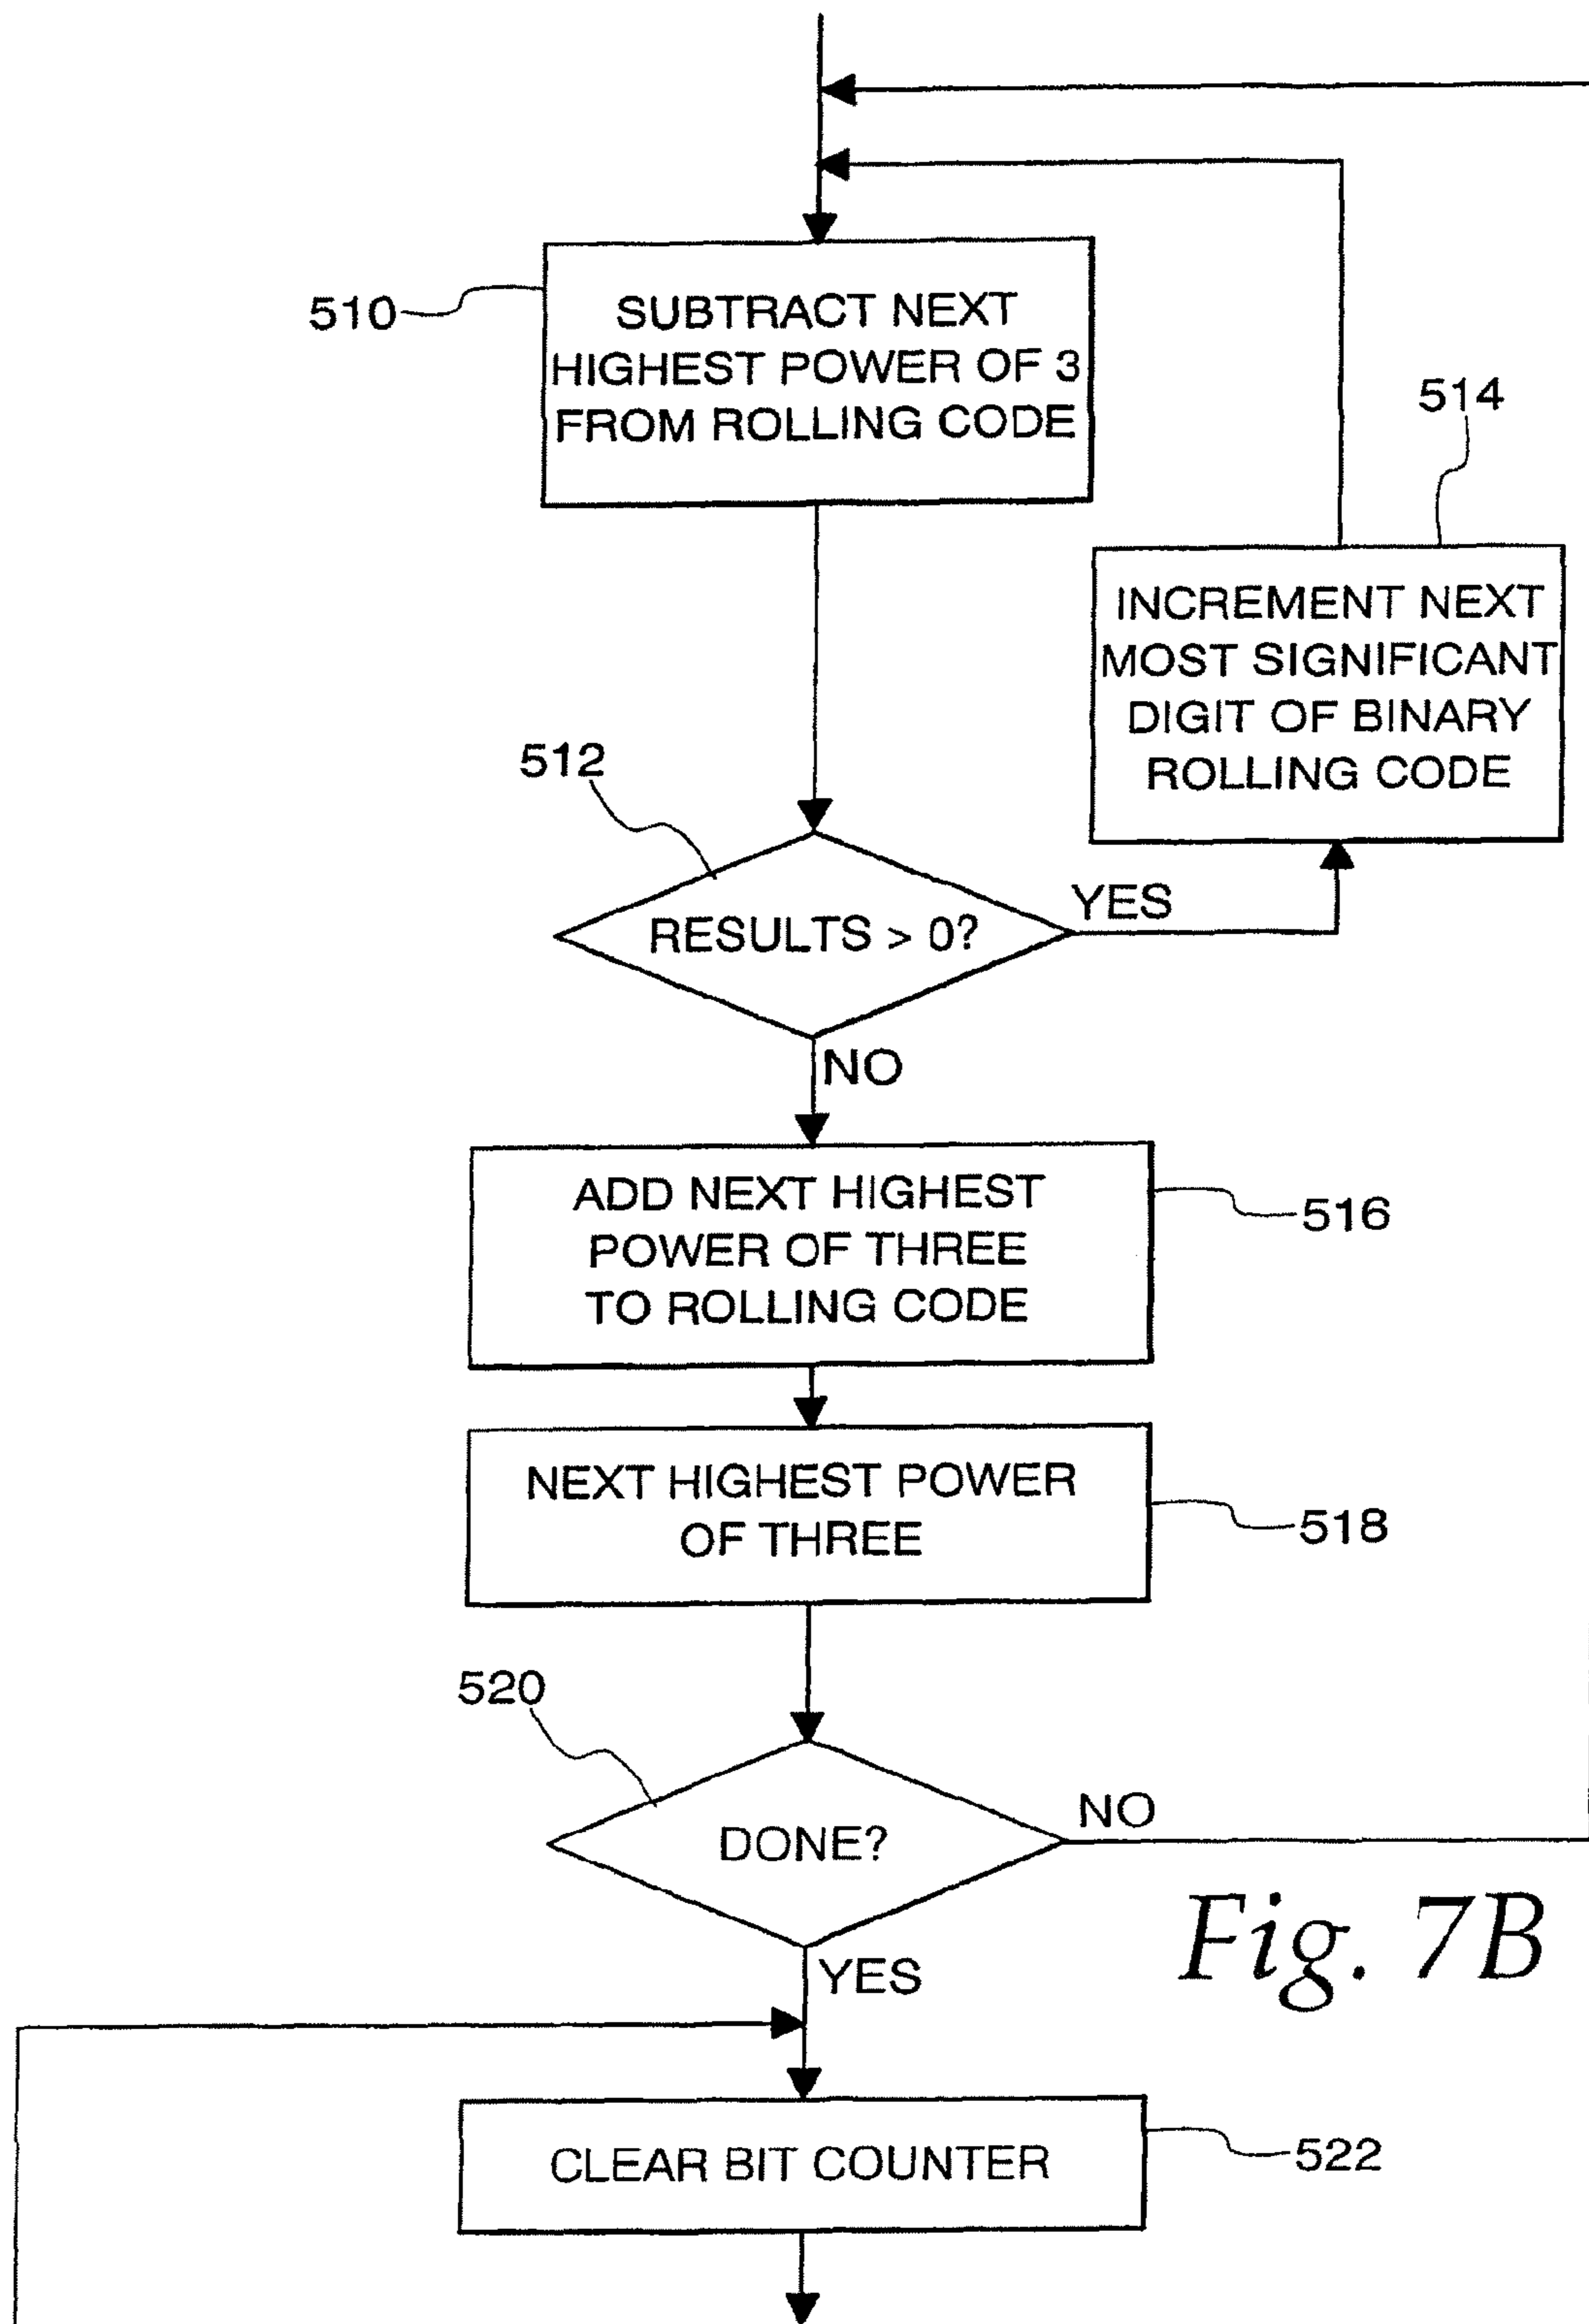 510
SUBTRACT NEXT
HIGHEST POWER OF 3
FROM ROLLING CODE
514
INCREMENT NEXT
MOST SIGNIFICANT
DIGIT OF BINARY
ROLLING CODE
512
RESULTS > 0?
YES
NO
ADD NEXT HIGHEST
POWER OF THREE
TO ROLLING CODE
516
NEXT HIGHEST POWER
OF THREE
518
520
DONE?
NO
YES
Fig. 7B
CLEAR BIT COUNTER
522